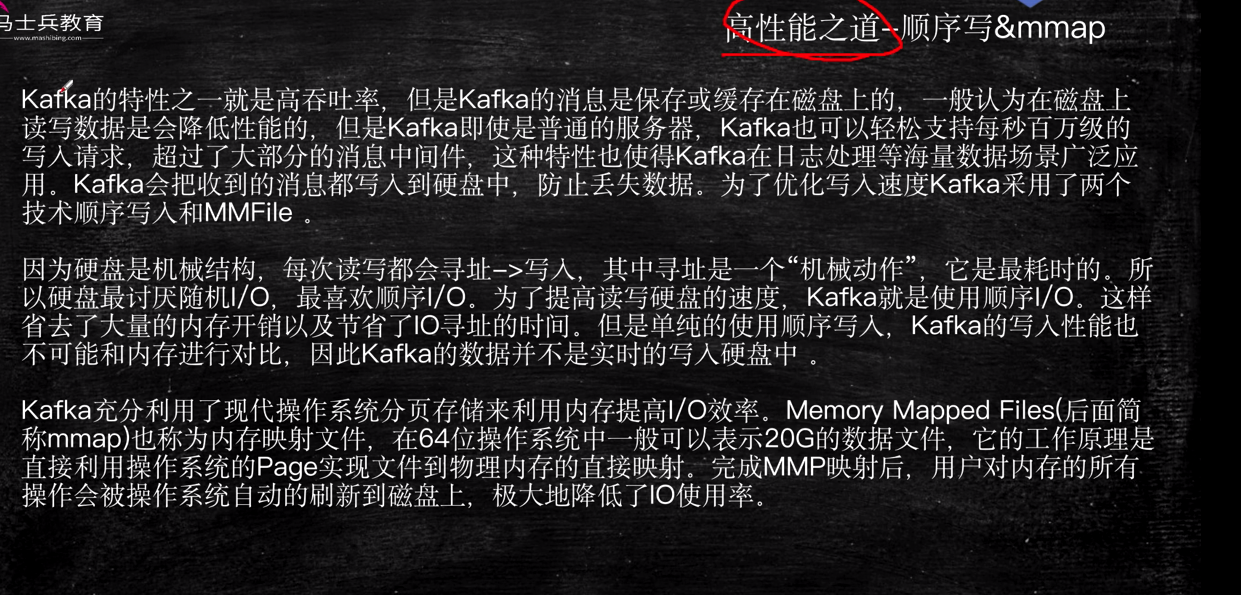 马士兵教育
www.mashibing.com
高性能之道-顺序写&mmap
Kafka的特性之一就是高吞吐率，但是Kafka的消息是保存或缓存在磁盘上的，一般认为在磁盘上
读写数据是会降低性能的，但是Kafka即使是普通的服务器，Kafka也可以轻松支持每秒百万级的
写入请求，超过了大部分的消息中间件，这种特性也使得Kafka在日志处理等海量数据场景广泛应
用。Kafka会把收到的消息都写入到硬盘中，防止丢失数据。为了优化写入速度Kafka采用了两个
技术顺序写入和MMFile 。
因为硬盘是机械结构，每次读写都会寻址->写入，其中寻址是一个“机械动作”，它是最耗时的。所
以硬盘最讨厌随机I/O，最喜欢顺序I/O。为了提高读写硬盘的速度，Kafka就是使用顺序I/O。这样
省去了大量的内存开销以及节省了IO寻址的时间。但是单纯的使用顺序写入，Kafka的写入性能也
不可能和内存进行对比，因此Kafka的数据并不是实时的写入硬盘中 。
Kafka充分利用了现代操作系统分页存储来利用内存提高I/O效率。Memory Mapped Files(后面简
称mmap)也称为内存映射文件，在64位操作系统中一般可以表示20G的数据文件，它的工作原理是
直接利用操作系统的Page实现文件到物理内存的直接映射。完成MMP映射后，用户对内存的所有
操作会被操作系统自动的刷新到磁盘上，极大地降低了IO使用率。